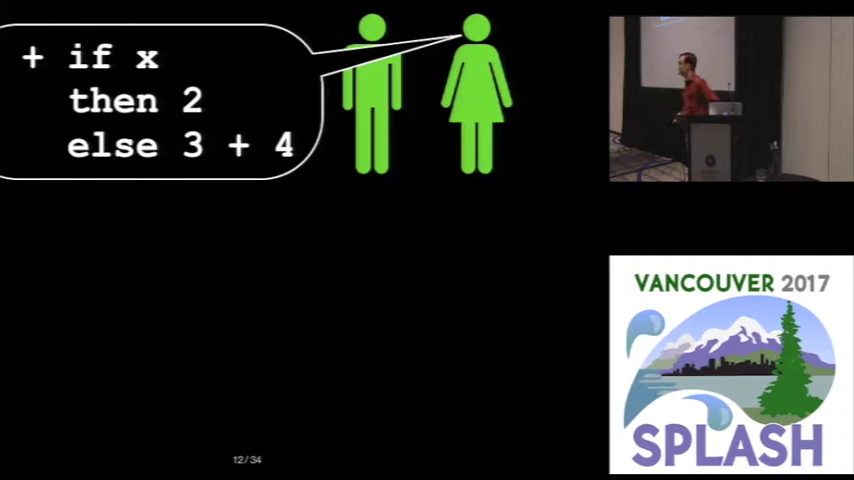 + if x
then 2
else 3 + 4
VANCOUVER 2017
SPLASH
12 / 34